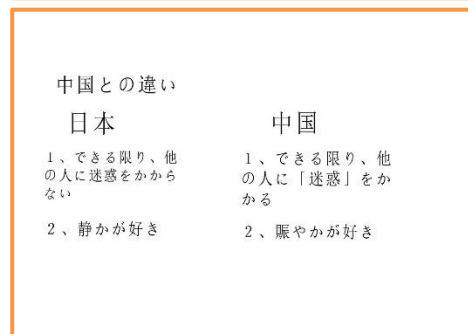 中国との違い
日本
1、できる限り、他
の人に迷惑をかから
ない
2、静かが好き
中国
1、できる限り、他
の人に「迷惑」をか
かる
2、賑やかが好き